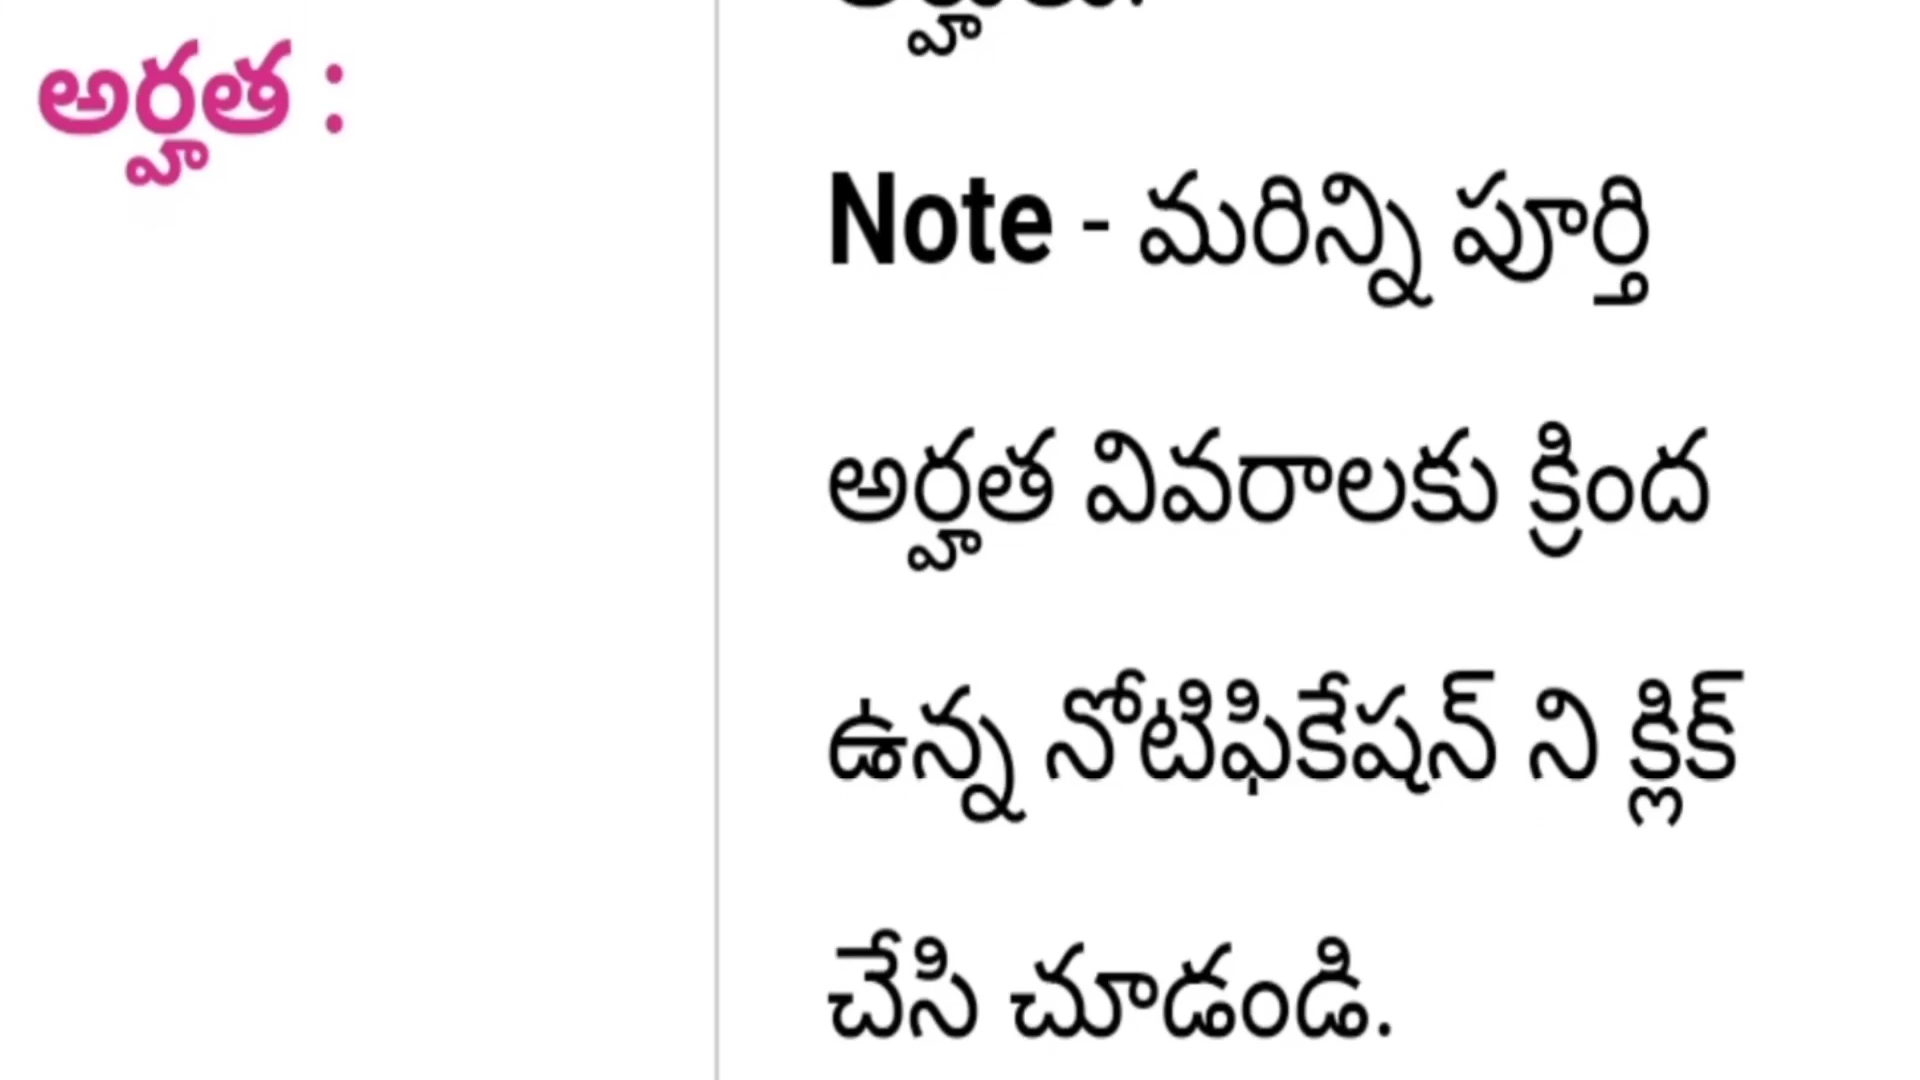 అర్హత :
Note - మరిన్ని పూర్తి
అర్హత వివరాలకు క్రింద
ఉన్న నోటిఫికేషన్ ని క్లిక్
చేసి చూడండి.